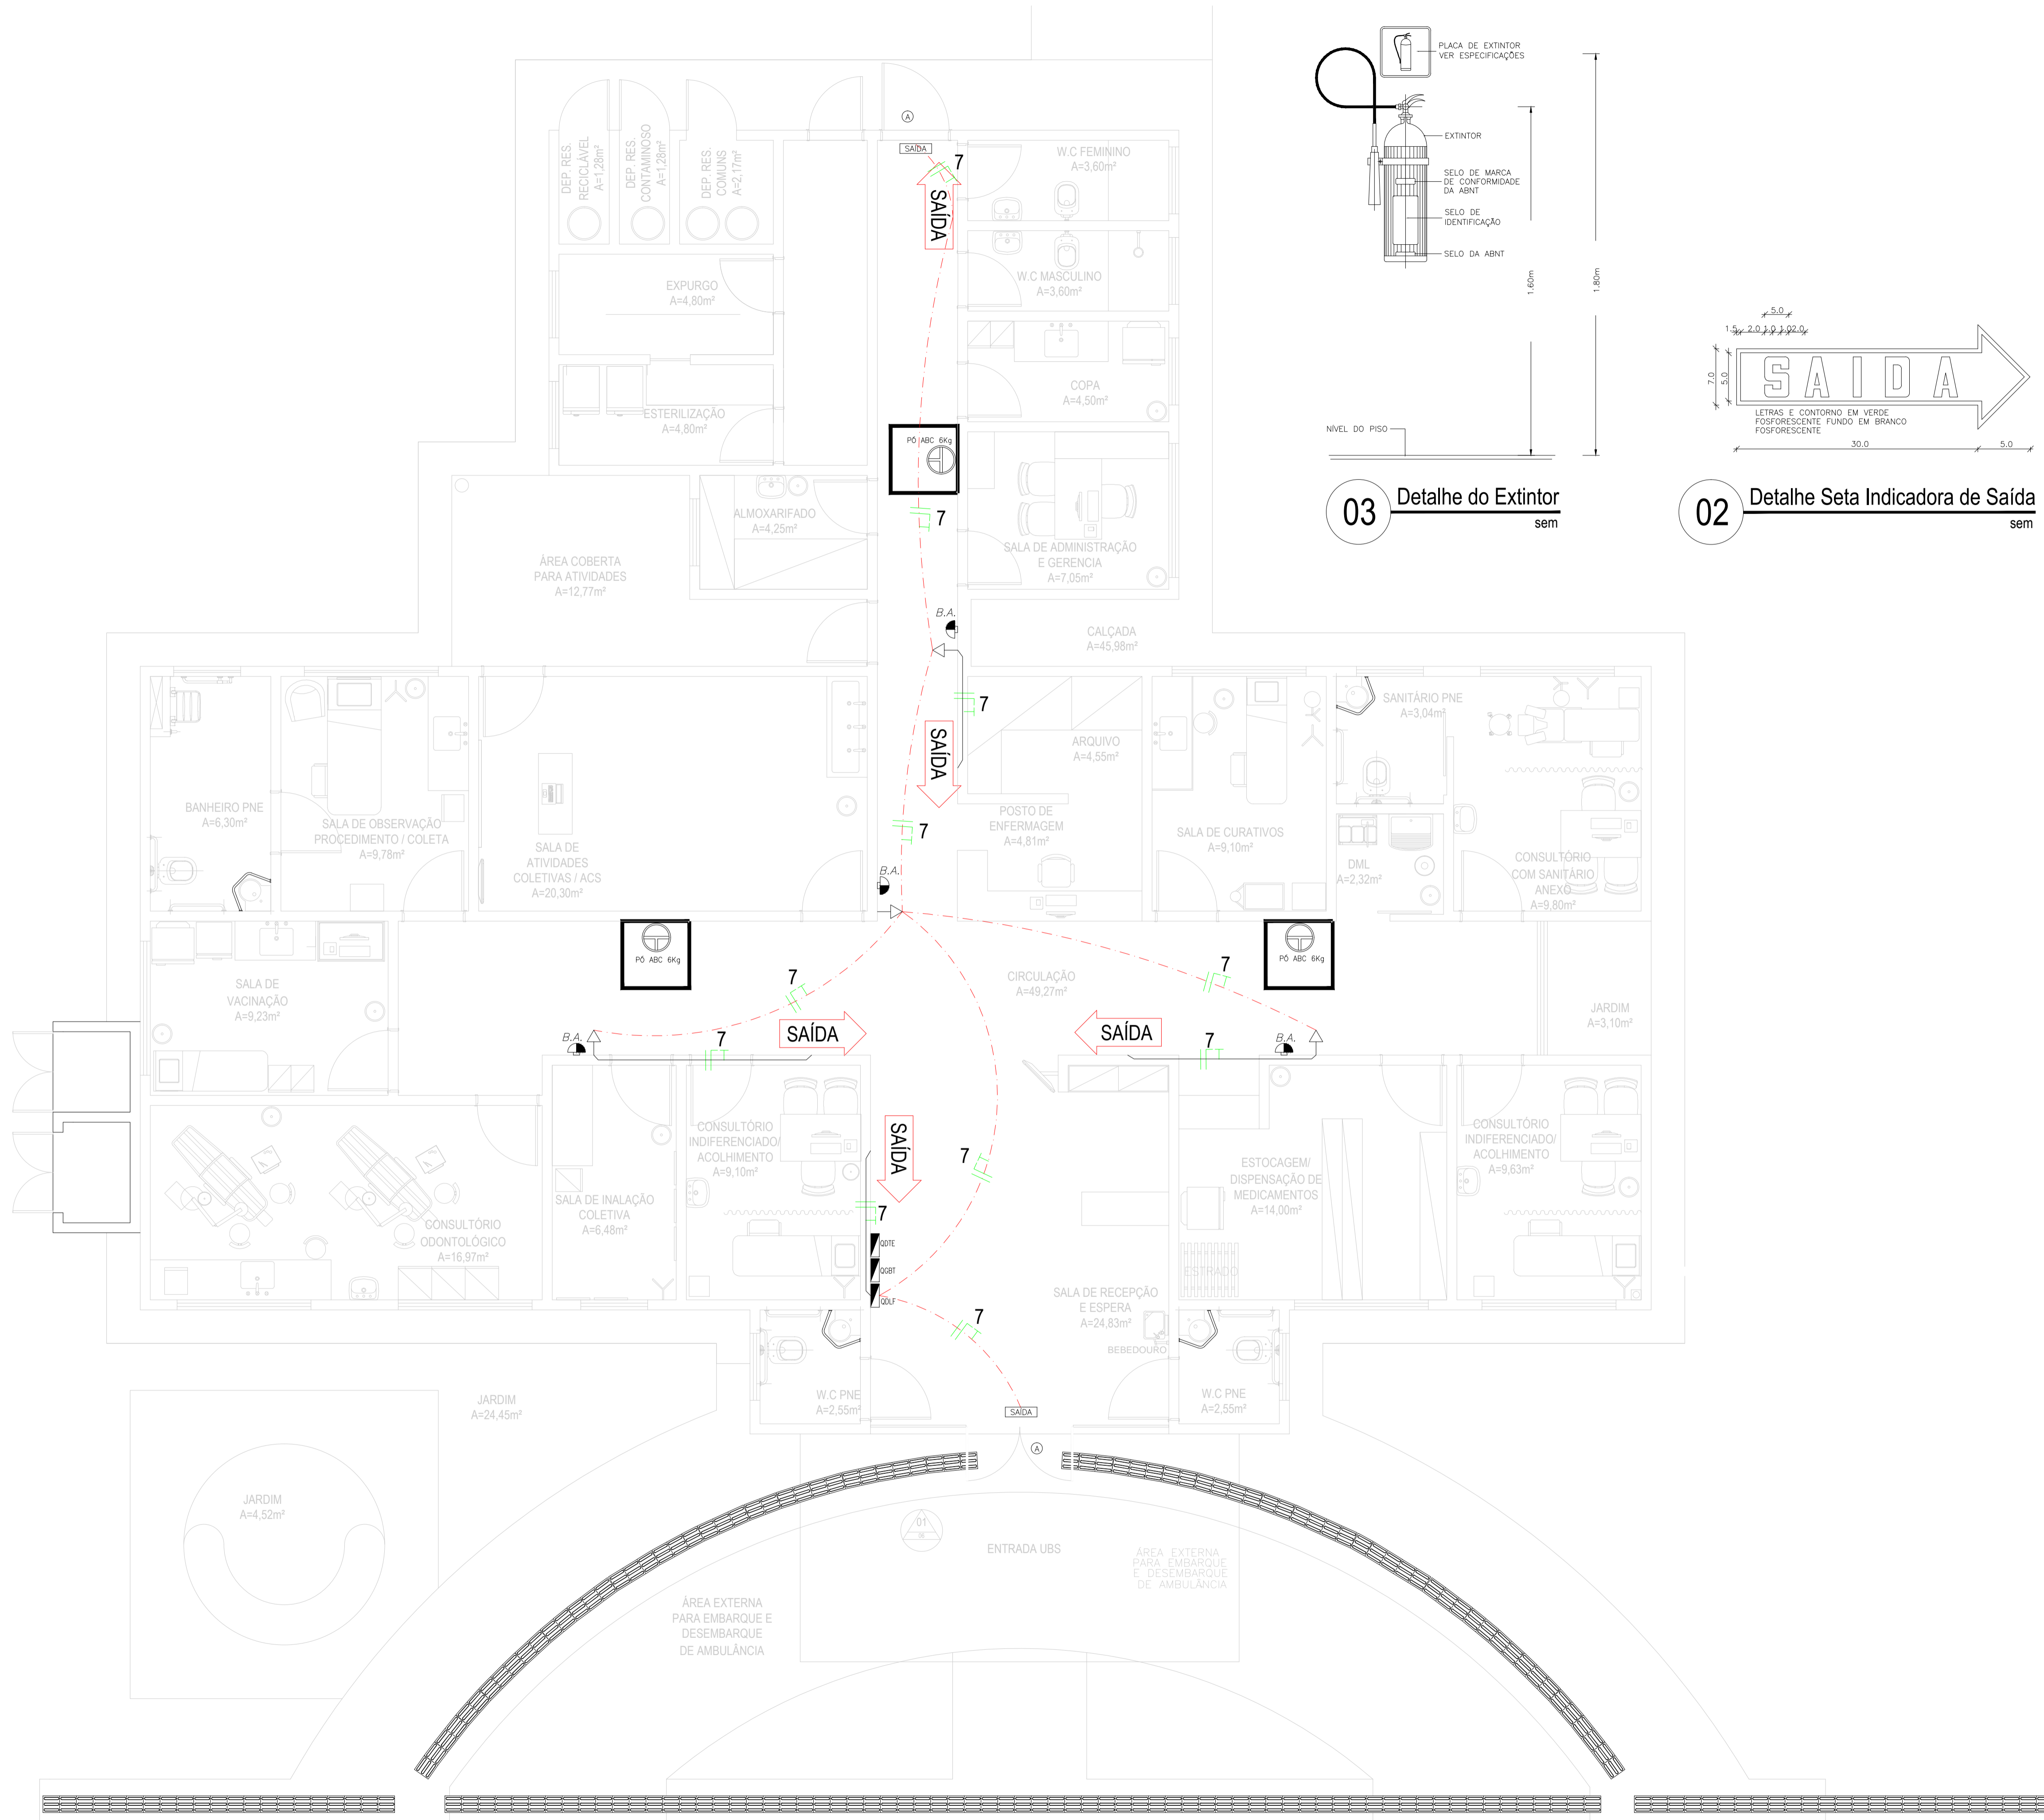 PLACA DE EXTINTOR
VER ESPECIFICAÇÕES
EXTINTOR
SELO DE MARCA
DE CONFORMIDADE
DA ABNT
SELO DE
IDENTIFICAÇÃO
SELO DA ABNT
1.60m
1.80m
NÍVEL DO PISO
03
Detalhe do Extintor
sem
5.0
1.5
2.0
1.0
1.0
2.0
7.0
5.0
SAIDA
LETRAS E CONTORNO EM VERDE
FOSFORESCENTE FUNDO EM BRANCO
FOSFORESCENTE
30.0
5.0
02
Detalhe Seta Indicadora de Saída
sem
A
SAÍDA
7
SAÍDA
DEP. RES.
RECICLÁVEL
A=1,28m²
DEP. RES.
CONTAMINOSO
A=1,28m²
DEP. RES.
COMUNS
A=2,17m²
W.C FEMININO
A=3,60m²
W.C MASCULINO
A=3,60m²
EXPURGO
A=4,80m²
COPA
A=4,50m²
ESTERILIZAÇÃO
A=4,80m²
PÓ ABC 6Kg
7
ALMOXARIFADO
A=4,25m²
SALA DE ADMINISTRAÇÃO
E GERENCIA
A=7,05m²
ÁREA COBERTA
PARA ATIVIDADES
A=12,77m²
B.A.
CALÇADA
A=45,98m²
7
SAÍDA
SANITÁRIO PNE
A=3,04m²
ARQUIVO
A=4,55m²
BANHEIRO PNE
A=6,30m²
SALA DE OBSERVAÇÃO
PROCEDIMENTO / COLETA
A=9,78m²
SALA DE
ATIVIDADES
COLETIVAS / ACS
A=20,30m²
7
POSTO DE
ENFERMAGEM
A=4,81m²
SALA DE CURATIVOS
A=9,10m²
DML
A=2,32m²
CONSULTÓRIO
COM SANITÁRIO
ANEXO
A=9,80m²
B.A.
PÓ ABC 6Kg
PÓ ABC 6Kg
SALA DE
VACINAÇÃO
A=9,23m²
7
CIRCULAÇÃO
A=49,27m²
7
JARDIM
A=3,10m²
B.A.
7
SAÍDA
SAÍDA
7
B.A.
CONSULTÓRIO
INDIFERENCIADO/
ACOLHIMENTO
A=9,10m²
SAÍDA
7
CONSULTÓRIO
INDIFERENCIADO/
ACOLHIMENTO
A=9,63m²
ESTOCAGEM/
DISPENSAÇÃO DE
MEDICAMENTOS
A=14,00m²
SALA DE INALAÇÃO
COLETIVA
A=6,48m²
CONSULTÓRIO
ODONTOLÓGICO
A=16,97m²
7
QDTE
QGBT
QDLF
ESTRADO
SALA DE RECEPÇÃO
E ESPERA
A=24,83m²
7
BEBEDOURO
W.C PNE
A=2,55m²
W.C PNE
A=2,55m²
SAÍDA
A
JARDIM
A=24,45m²
JARDIM
A=4,52m²
01
ENTRADA UBS
ÁREA EXTERNA
PARA EMBARQUE
E DESEMBARQUE
DE AMBULÂNCIA
ÁREA EXTERNA
PARA EMBARQUE E
DESEMBARQUE
DE AMBULÂNCIA